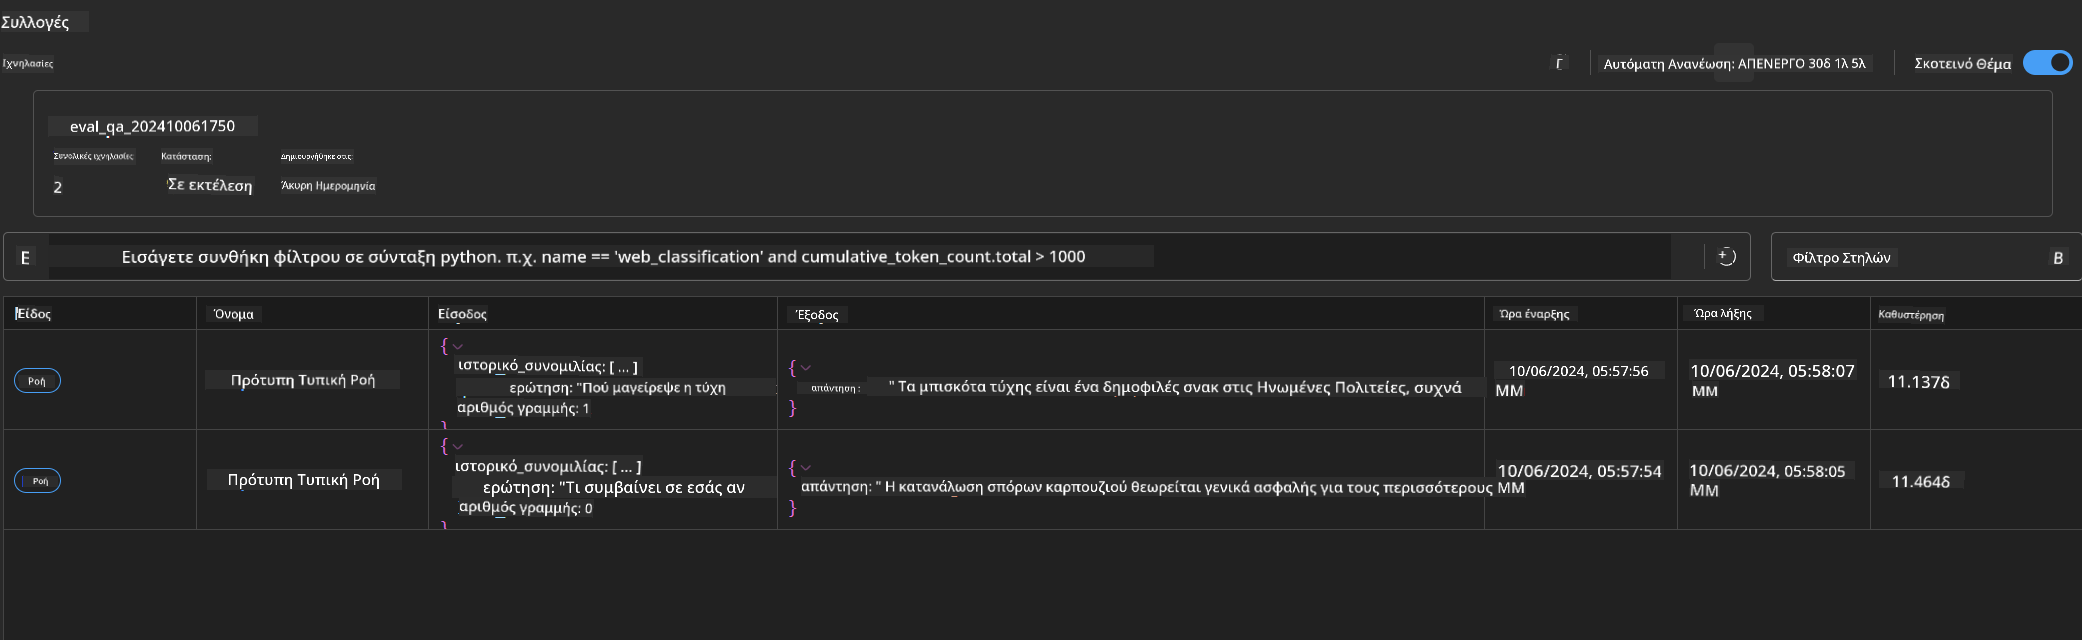 Συλλογές
Ιχνηλασίες
Γ Αυτόματη Ανανέωση: ΑΠΕΝΕΡΓΟ 30δ 1λ 5λ Σκοτεινό Θέμα
eval_qa_202410061750
Συνολικές ιχνηλασίες Κατάσταση: Δημιουργήθηκε στις:
2 Σε εκτέλεση Άκυρη Ημερομηνία
Ε Εισάγετε συνθήκη φίλτρου σε σύνταξη python. π.χ. name == 'web_classification' and cumulative_token_count.total > 1000 Φίλτρο Στηλών Β
Είδος Όνομα Είσοδος Έξοδος Ώρα έναρξης Ώρα λήξης Καθυστέρηση
{
ιστορικό_συνομιλίας: [ ... ]
ερώτηση: "Πού μαγείρεψε η τύχη
αριθμός γραμμής: 1
}
Ροή Πρότυπη Τυπική Ροή
{
απάντηση : " Τα μπισκότα τύχης είναι ένα δημοφιλές σνακ στις Ηνωμένες Πολιτείες, συχνά
}
10/06/2024, 05:57:56
ΜΜ
10/06/2024, 05:58:07
ΜΜ
11.137δ
{
ιστορικό_συνομιλίας: [ ... ]
ερώτηση: "Τι συμβαίνει σε εσάς αν
αριθμός γραμμής: 0
}
Ροή Πρότυπη Τυπική Ροή
{
απάντηση: " Η κατανάλωση σπόρων καρπουζιού θεωρείται γενικά ασφαλής για τους περισσότερους
}
10/06/2024, 05:57:54
ΜΜ
10/06/2024, 05:58:05
ΜΜ
11.464δ